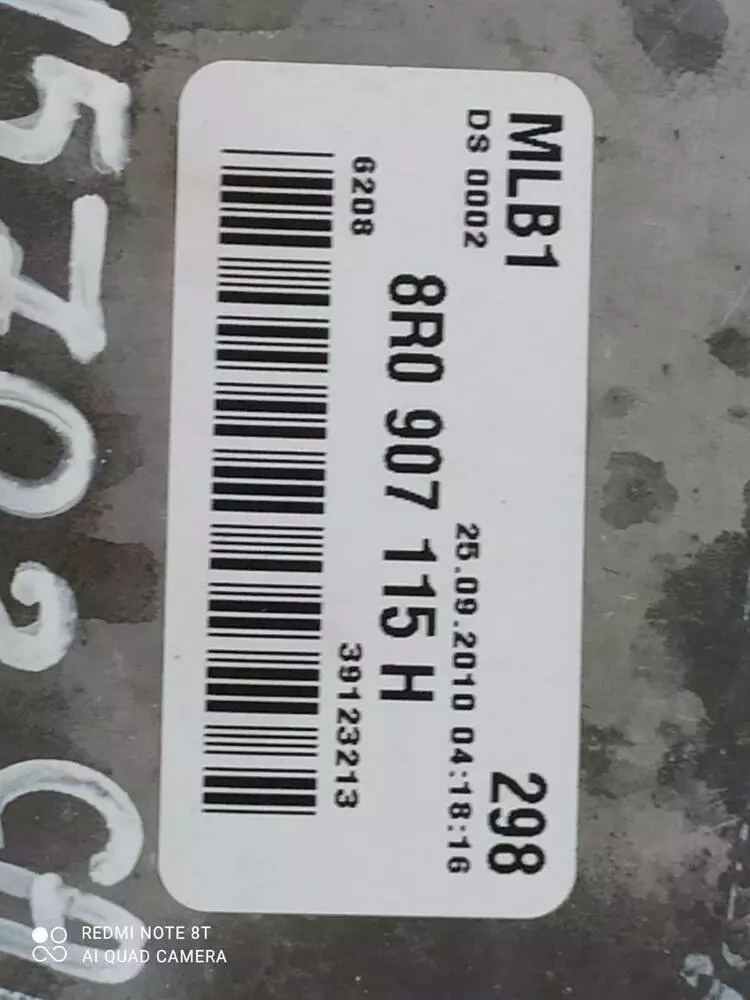 MLB1
298
DS 0002
25.09.2010 04:18:16
8R0 907 115 H
6208
39123213
REDMI NOTE 8T
AI QUAD CAMERA